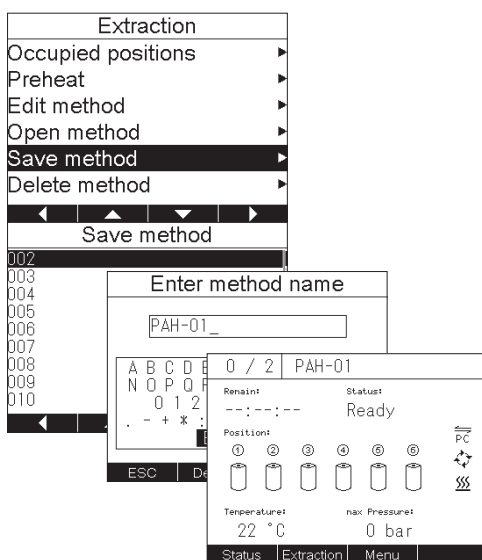 Extraction
Occupied positions
Preheat
Edit method
Open method
Save method
Delete method
Save method
002
003
004
005
006
007
008
009
010
Enter method name
PAH-01_
A B C D E
N O P Q
0 1 2
. - + * :
ESC
0 / 2 PAH-01
Remain: Status:
--:--:-- Ready
Position:
① ② ③ ④ ⑤ ⑥
PC
Temperature: max Pressure:
22 °C 0 bar
Status Extraction Menu